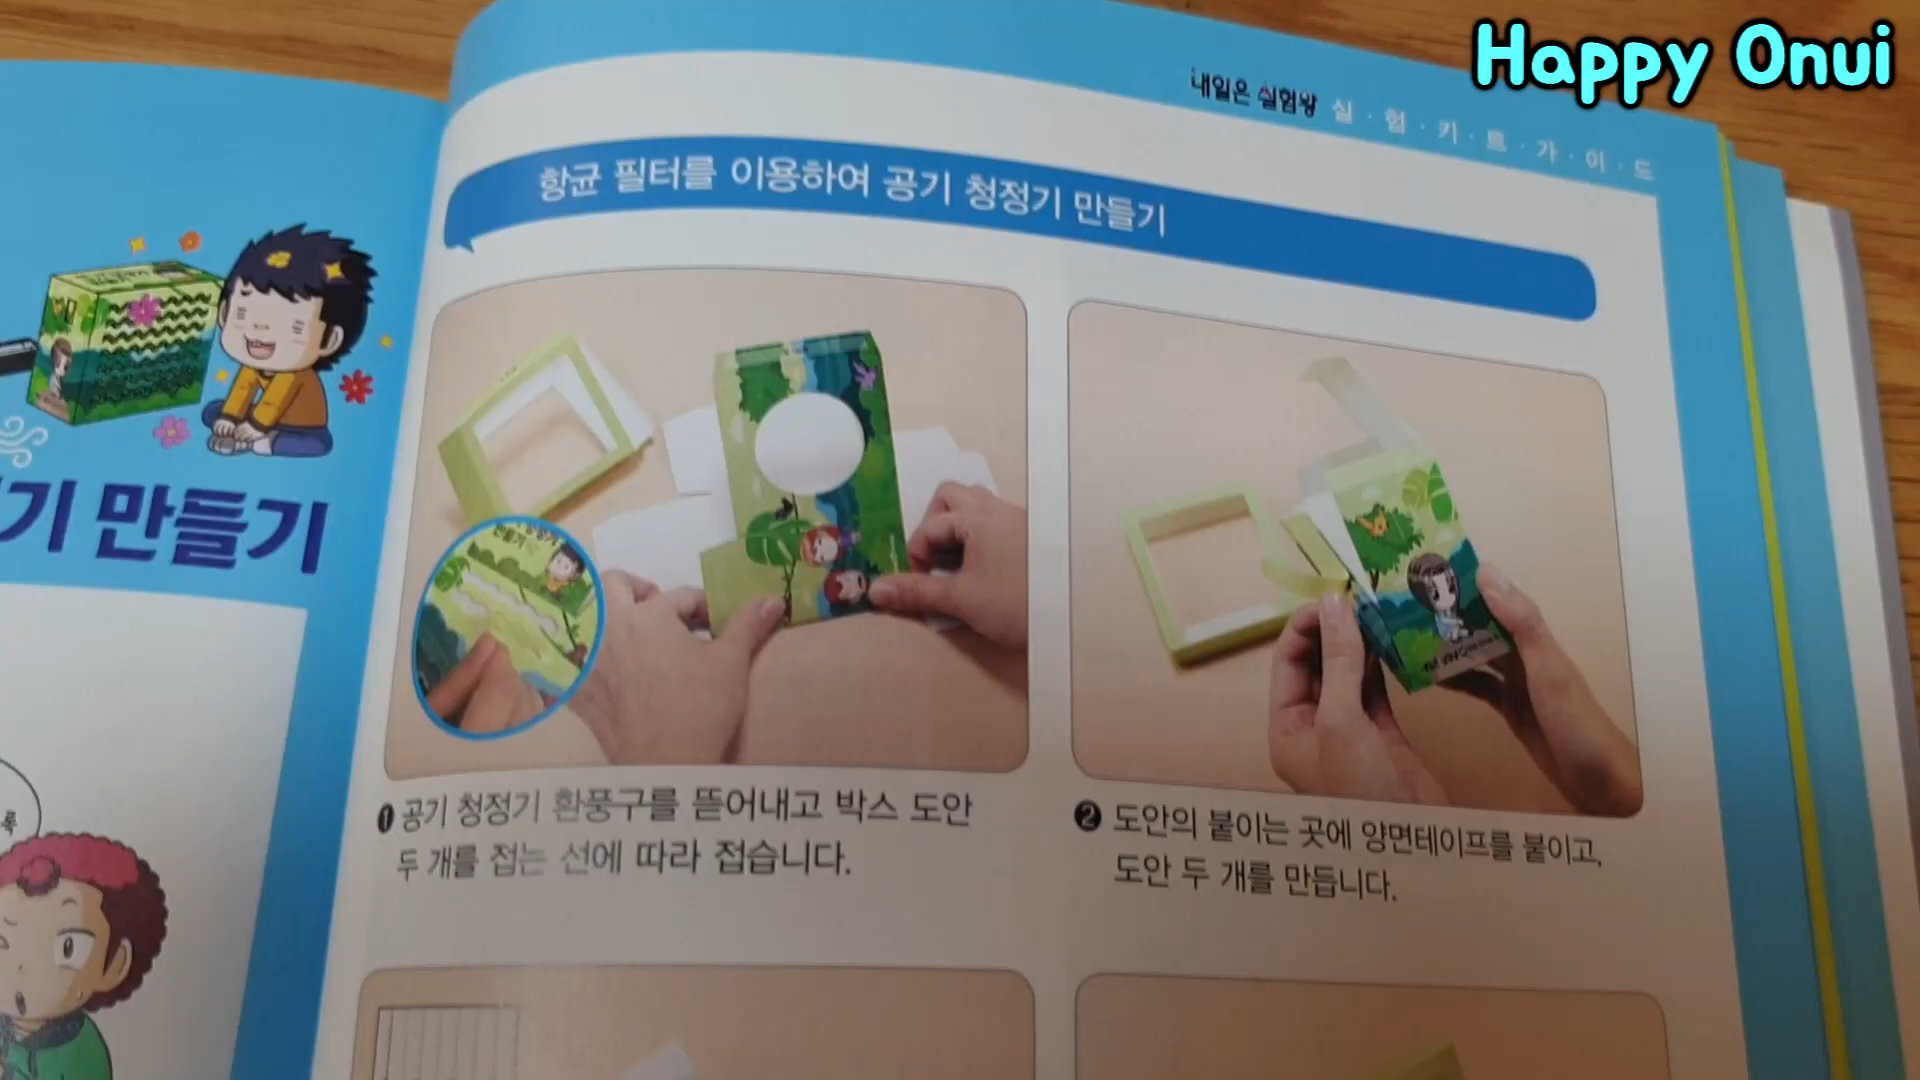 Happy Onui
내일은 실험왕 실·험·키·트·가·이·드
항균 필터를 이용하여 공기 청정기 만들기
기 만들기
❶ 공기 청정기 환풍구를 뜯어내고 박스 도안
두 개를 접는 선에 따라 접습니다.
❷ 도안의 붙이는 곳에 양면테이프를 붙이고,
도안 두 개를 만듭니다.
록